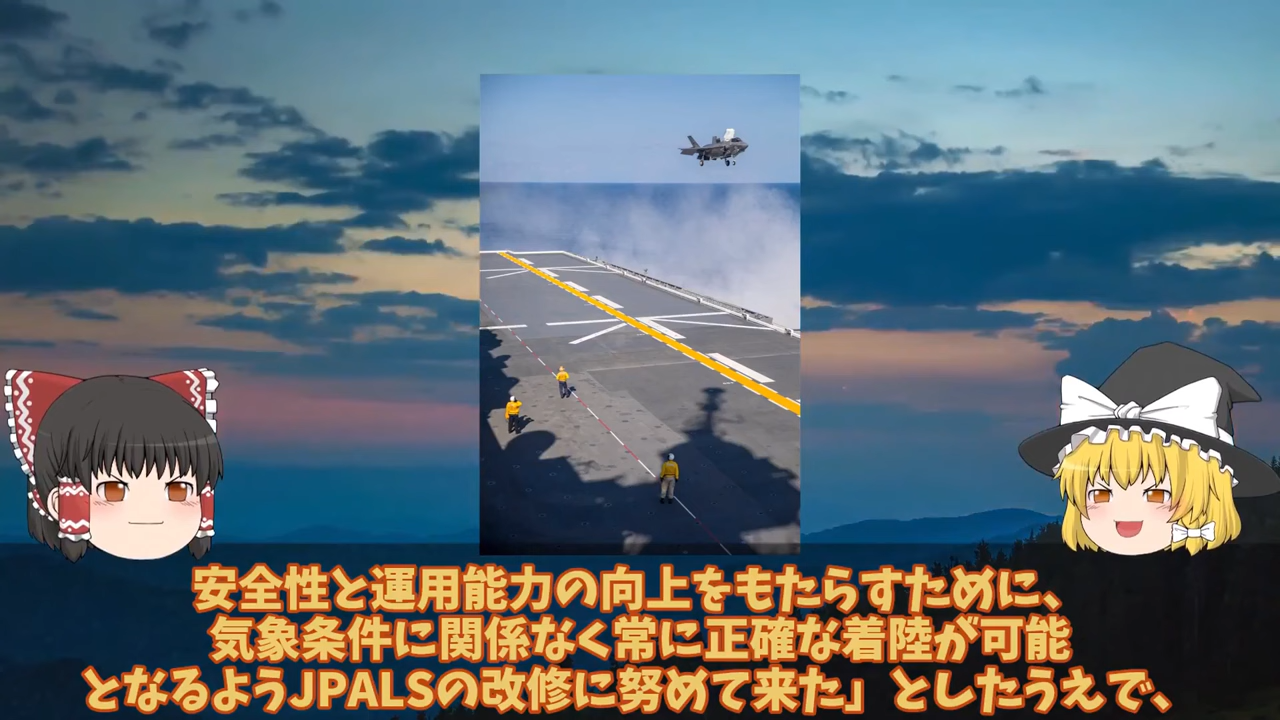 安全性と運用能力の向上をもたらすために、
気象条件に関係なく常に正確な着陸が可能
となるようJPALSの改修に努めて来た」としたうえで、